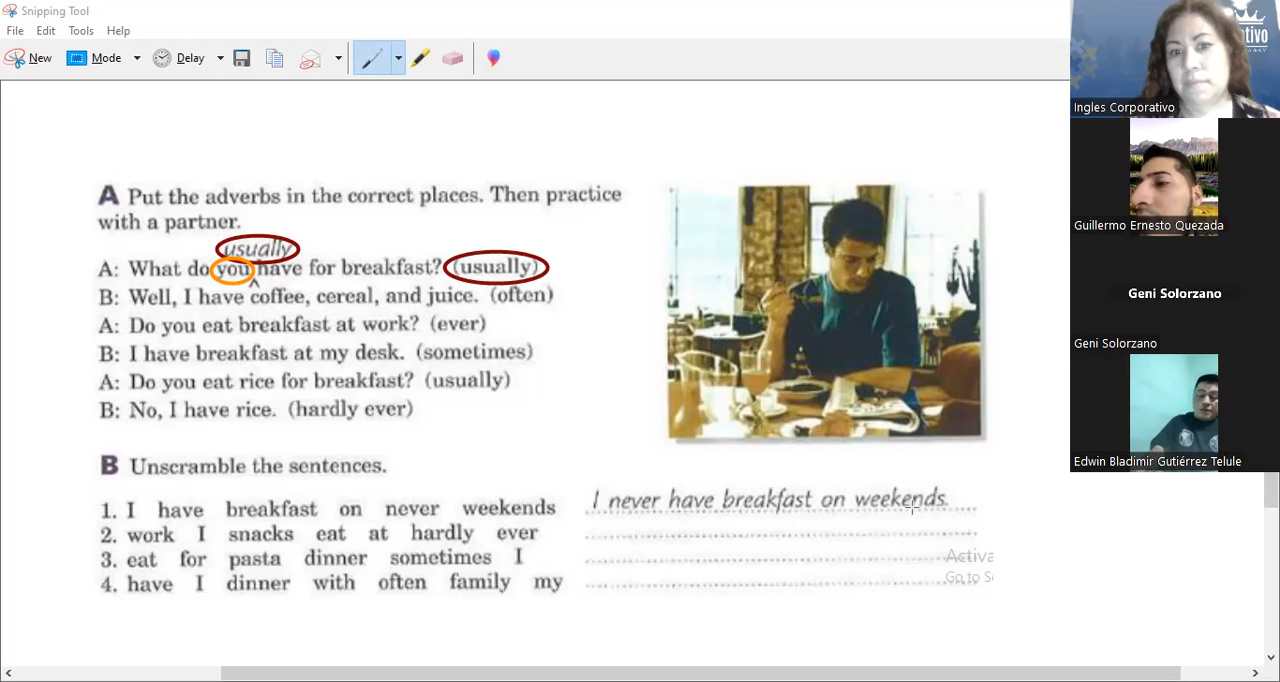 Snipping Tool
File Edit Tools Help
New Mode Delay
A Put the adverbs in the correct places. Then practice
with a partner.
usually
A: What do you have for breakfast? (usually)
B: Well, I have coffee, cereal, and juice. (often)
A: Do you eat breakfast at work? (ever)
B: I have breakfast at my desk. (sometimes)
A: Do you eat rice for breakfast? (usually)
B: No, I have rice. (hardly ever)
B Unscramble the sentences.
1. I have breakfast on never weekends I never have breakfast on weekends.
2. work I snacks eat at hardly ever
3. eat for pasta dinner sometimes I
4. have I dinner with often family my
Activa
Go to S
Ingles Corporativo
Guillermo Ernesto Quezada
Geni Solorzano
Geni Solorzano
Edwin Bladimir Gutiérrez Telule